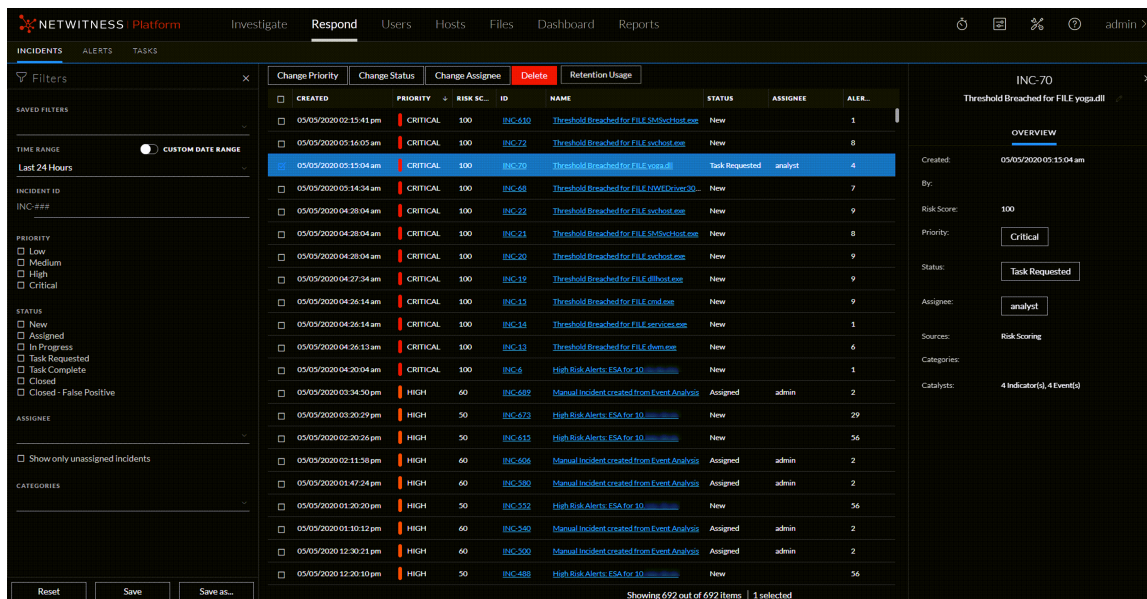 NETWITNESS Platform Investigate Respond Users Hosts Files Dashboard Reports admin
INCIDENTS ALERTS TASKS
Filters
SAVED FILTERS
TIME RANGE CUSTOM DATE RANGE
Last 24 Hours
INCIDENT ID
INC-###
PRIORITY
Low
Medium
High
Critical
STATUS
New
Assigned
In Progress
Task Requested
Task Complete
Closed
Closed - False Positive
ASSIGNEE
Show only unassigned incidents
CATEGORIES
Reset Save Save as...
Change Priority Change Status Change Assignee Delete Retention Usage
CREATED PRIORITY RISK SC... ID NAME STATUS ASSIGNEE ALER...
05/05/2020 02:15:41 pm CRITICAL 100 INC-610 Threshold Breached for FILE SMSvcHost.exe New 1
05/05/2020 05:16:05 am CRITICAL 100 INC-72 Threshold Breached for FILE svchost.exe New 8
05/05/2020 05:15:04 am CRITICAL 100 INC-70 Threshold Breached for FILE yoga.dll Task Requested analyst 4
05/05/2020 05:14:34 am CRITICAL 100 INC-68 Threshold Breached for FILE NWEDriver30... New 7
05/05/2020 04:28:04 am CRITICAL 100 INC-22 Threshold Breached for FILE svchost.exe New 9
05/05/2020 04:28:04 am CRITICAL 100 INC-21 Threshold Breached for FILE SMSvcHost.exe New 8
05/05/2020 04:28:04 am CRITICAL 100 INC-20 Threshold Breached for FILE svchost.exe New 9
05/05/2020 04:27:34 am CRITICAL 100 INC-19 Threshold Breached for FILE dllhost.exe New 9
05/05/2020 04:26:14 am CRITICAL 100 INC-15 Threshold Breached for FILE cmd.exe New 9
05/05/2020 04:26:14 am CRITICAL 100 INC-14 Threshold Breached for FILE services.exe New 1
05/05/2020 04:26:13 am CRITICAL 100 INC-13 Threshold Breached for FILE dwm.exe New 6
05/05/2020 04:20:04 am CRITICAL 100 INC-6 High Risk Alerts: ESA for 10 New 1
05/05/2020 03:34:50 pm HIGH 60 INC-689 Manual Incident created from Event Analysis Assigned admin 2
05/05/2020 03:20:29 pm HIGH 50 INC-673 High Risk Alerts: ESA for 10 New 29
05/05/2020 02:20:26 pm HIGH 50 INC-615 High Risk Alerts: ESA for 10 New 56
05/05/2020 02:11:58 pm HIGH 60 INC-606 Manual Incident created from Event Analysis Assigned admin 2
05/05/2020 01:47:24 pm HIGH 60 INC-580 Manual Incident created from Event Analysis Assigned admin 2
05/05/2020 01:20:20 pm HIGH 50 INC-552 High Risk Alerts: ESA for 10 New 56
05/05/2020 01:10:12 pm HIGH 60 INC-540 Manual Incident created from Event Analysis Assigned admin 2
05/05/2020 12:30:21 pm HIGH 60 INC-500 Manual Incident created from Event Analysis Assigned admin 2
05/05/2020 12:20:10 pm HIGH 50 INC-488 High Risk Alerts: ESA for 10 New 56
Showing 692 out of 692 items | 1 selected
INC-70
Threshold Breached for FILE yoga.dll
OVERVIEW
Created: 05/05/2020 05:15:04 am
By:
Risk Score: 100
Priority: Critical
Status: Task Requested
Assignee: analyst
Sources: Risk Scoring
Categories:
Catalysts: 4 Indicator(s), 4 Event(s)